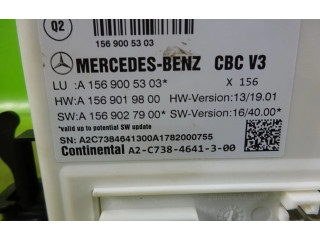 Q2
156 900 53 03
MERCEDES-BENZ CBC V3
LU :A 156 900 53 03* X 156
HW:A 156 901 98 00 HW-Version:13/19.01
SW:A 156 902 79 00* SW-Version:16/40.00*
*valid up to potential SW update
SN: A2C7384641300A1782000755
Continental A2-C738-4641-3-00